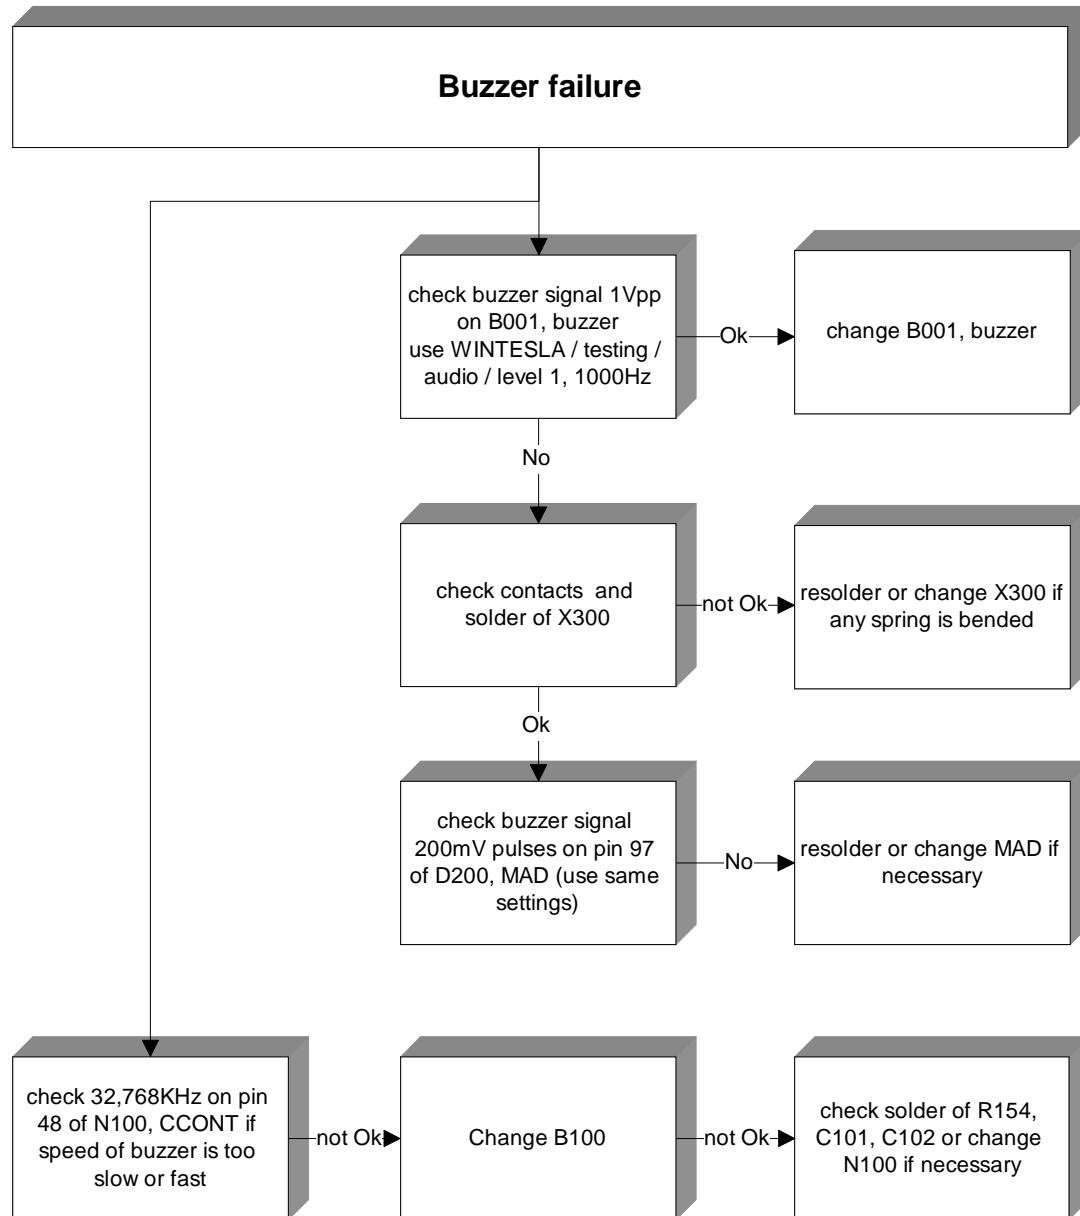 Buzzer failure
check buzzer signal 1Vpp
on B001, buzzer
use WINTESLA / testing /
audio / level 1, 1000Hz
Ok
change B001, buzzer
No
check contacts and
solder of X300
not Ok
resolder or change X300 if
any spring is bended
Ok
check buzzer signal
200mV pulses on pin 97
of D200, MAD (use same
settings)
No
resolder or change MAD if
necessary
check 32,768KHz on pin
48 of N100, CCONT if
speed of buzzer is too
slow or fast
not Ok
Change B100
not Ok
check solder of R154,
C101, C102 or change
N100 if necessary